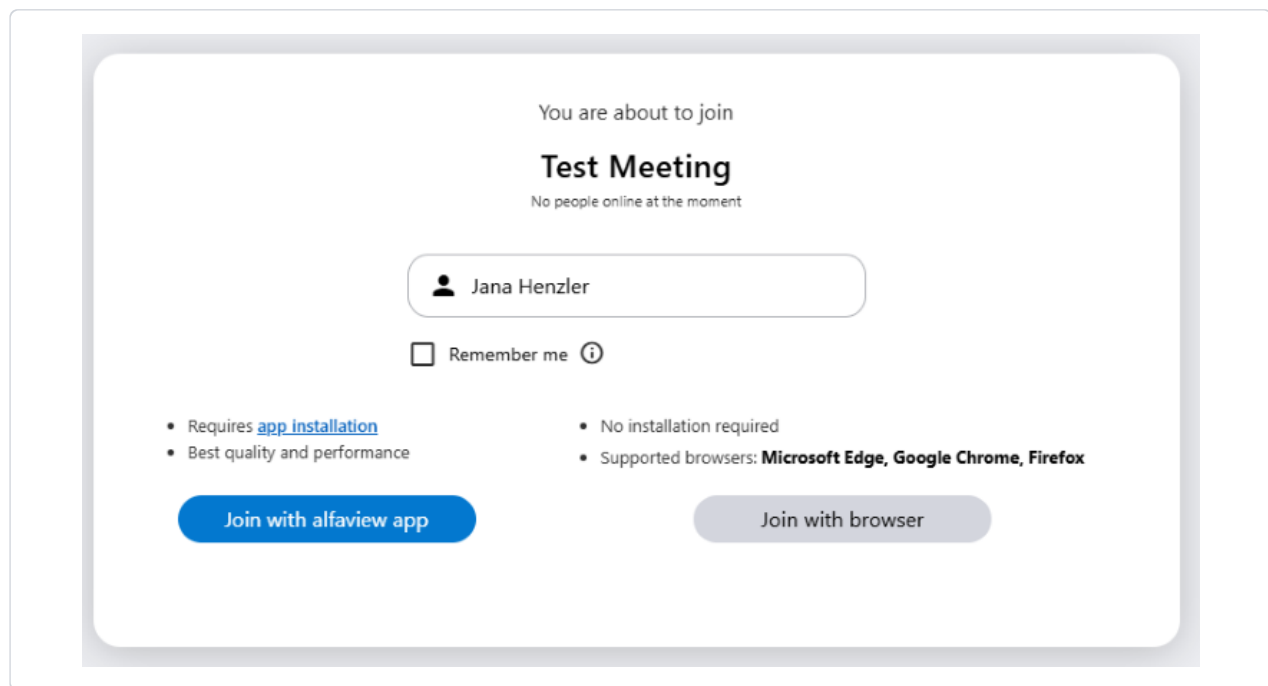 You are about to join
Test Meeting
No people online at the moment
Jana Henzler
Remember me
• Requires app installation
• Best quality and performance
Join with alfaview app
• No installation required
• Supported browsers: Microsoft Edge, Google Chrome, Firefox
Join with browser